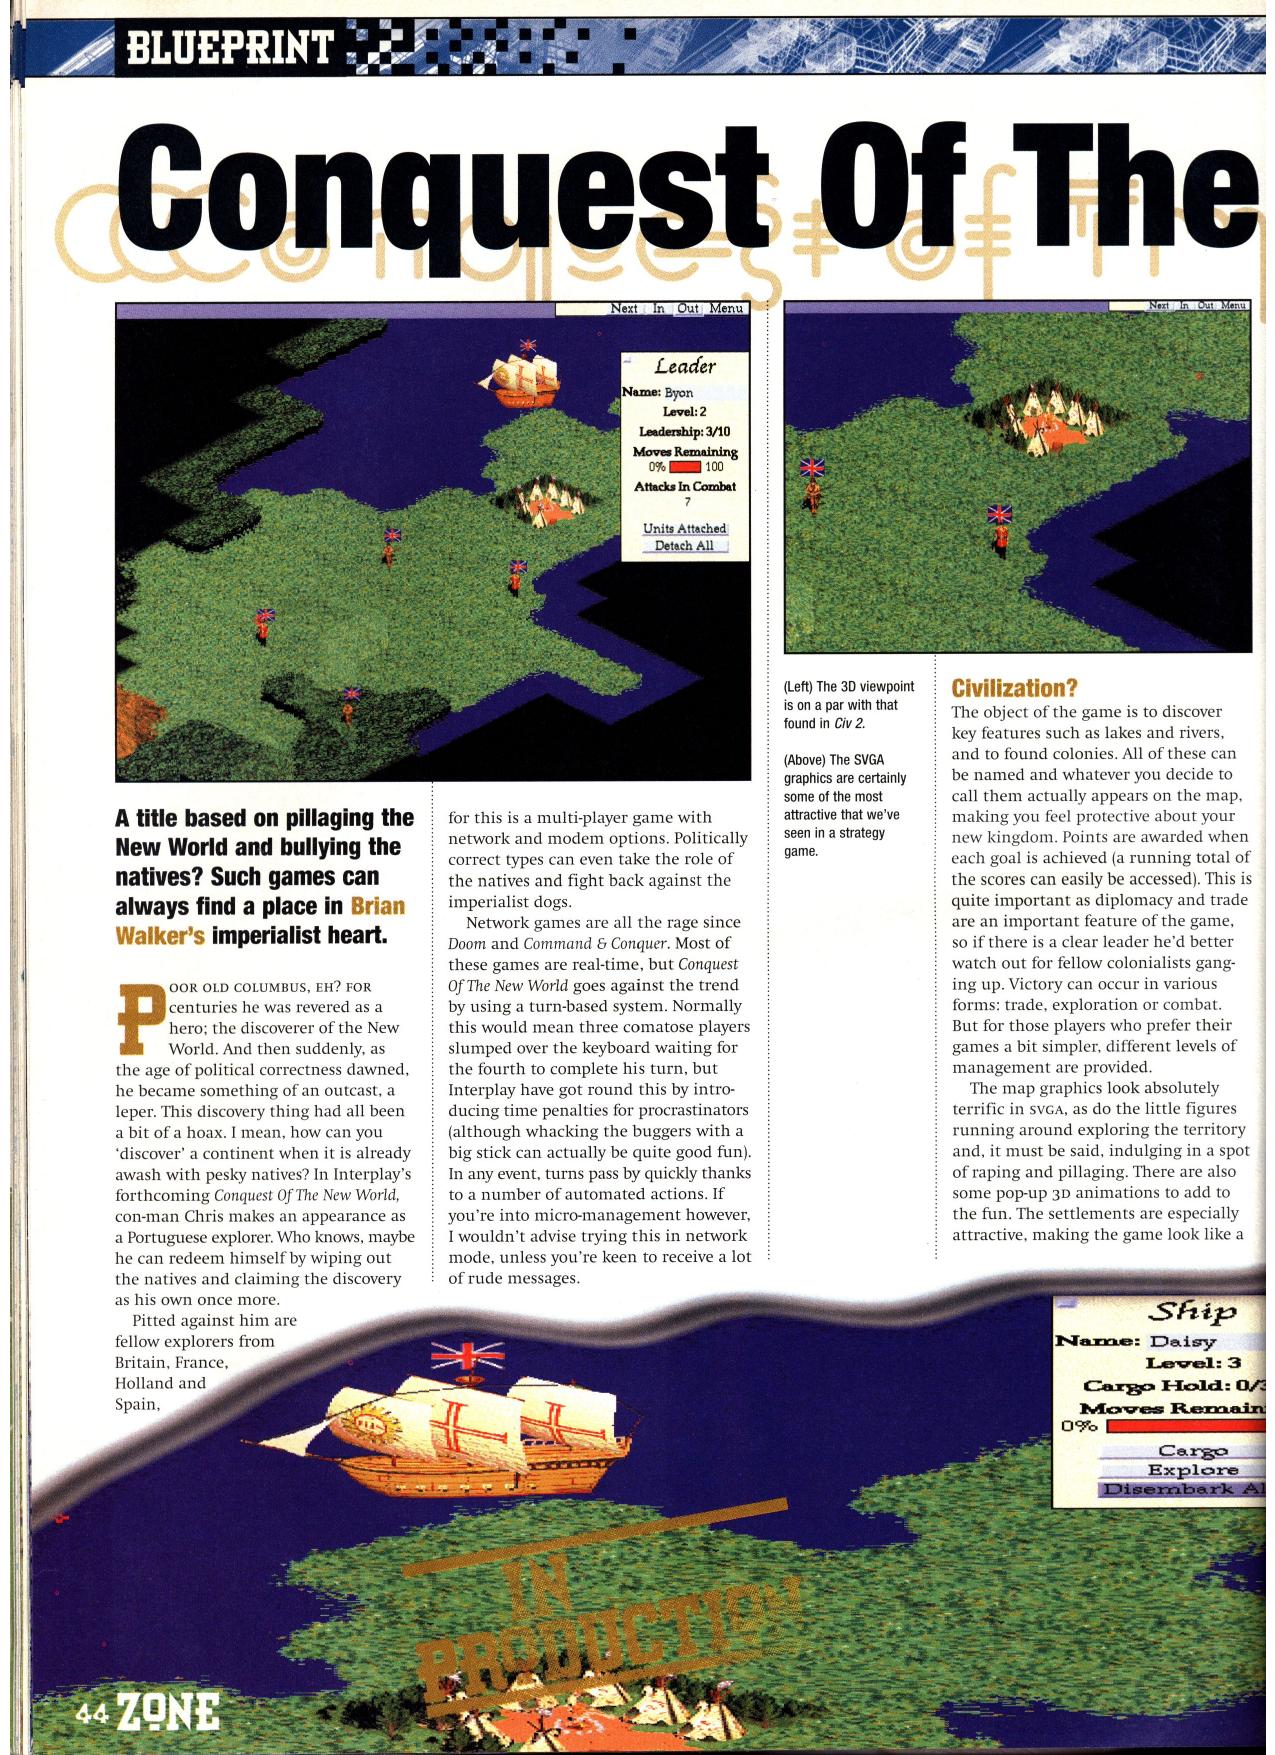 BLUEPRINT
Conquest Of The
Next In Out Menu
Leader
Name: Byon
Level: 2
Leadership: 3/10
Moves Remaining
0% 100
Attacks In Combat
7
Units Attached
Detach All
Next In Out Menu
(Left) The 3D viewpoint
is on a par with that
found in Civ 2.
(Above) The SVGA
graphics are certainly
some of the most
attractive that we've
seen in a strategy
game.
A title based on pillaging the
New World and bullying the
natives? Such games can
always find a place in Brian
Walker's imperialist heart.
POOR OLD COLUMBUS, EH? FOR
centuries he was revered as a
hero; the discoverer of the New
World. And then suddenly, as
the age of political correctness dawned,
he became something of an outcast, a
leper. This discovery thing had all been
a bit of a hoax. I mean, how can you
‘discover’ a continent when it is already
awash with pesky natives? In Interplay's
forthcoming Conquest Of The New World,
con-man Chris makes an appearance as
a Portuguese explorer. Who knows, maybe
he can redeem himself by wiping out
the natives and claiming the discovery
as his own once more.
Pitted against him are
fellow explorers from
Britain, France,
Holland and
Spain,
for this is a multi-player game with
network and modem options. Politically
correct types can even take the role of
the natives and fight back against the
imperialist dogs.
Network games are all the rage since
Doom and Command & Conquer. Most of
these games are real-time, but Conquest
Of The New World goes against the trend
by using a turn-based system. Normally
this would mean three comatose players
slumped over the keyboard waiting for
the fourth to complete his turn, but
Interplay have got round this by intro-
ducing time penalties for procrastinators
(although whacking the buggers with a
big stick can actually be quite good fun).
In any event, turns pass by quickly thanks
to a number of automated actions. If
you're into micro-management however,
I wouldn't advise trying this in network
mode, unless you're keen to receive a lot
of rude messages.
Civilization?
The object of the game is to discover
key features such as lakes and rivers,
and to found colonies. All of these can
be named and whatever you decide to
call them actually appears on the map,
making you feel protective about your
new kingdom. Points are awarded when
each goal is achieved (a running total of
the scores can easily be accessed). This is
quite important as diplomacy and trade
are an important feature of the game,
so if there is a clear leader he'd better
watch out for fellow colonialists gang-
ing up. Victory can occur in various
forms: trade, exploration or combat.
But for those players who prefer their
games a bit simpler, different levels of
management are provided.
The map graphics look absolutely
terrific in SVGA, as do the little figures
running around exploring the territory
and, it must be said, indulging in a spot
of raping and pillaging. There are also
some pop-up 3D animations to add to
the fun. The settlements are especially
attractive, making the game look like a
Ship
Name: Daisy
Level: 3
Cargo Hold: 0/3
Moves Remain
0%
Cargo
Explore
Disembark Al
IN
PRODUCTION
44 ZONE